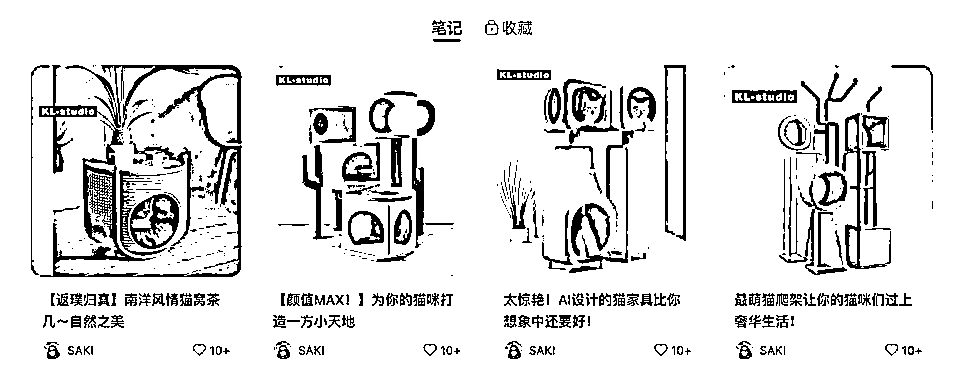 笔记 收藏
KL-studio
KL-studio
KL-studio
KL-studio
【返璞归真】南洋风情猫窝茶
几～自然之美
SAKI 10+
【颜值MAX！】为你的猫咪打
造一方小天地
SAKI 10+
太惊艳！AI设计的猫家具比你
想象中还要好！
SAKI 10+
最萌猫爬架让你的猫咪们过上
奢华生活！
SAKI 10+